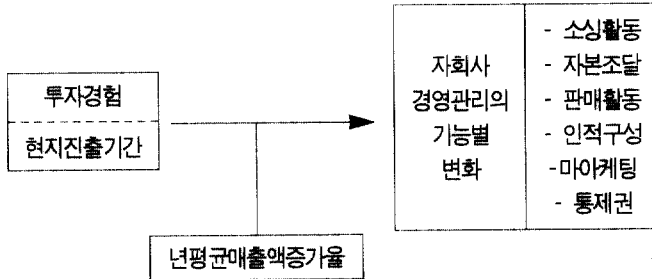 투자경험
현지진출기간
년평균매출액증가율
자회사
경영관리의
기능별
변화
- 소싱활동
- 자본조달
- 판매활동
- 인적구성
-마아케팅
- 통제권